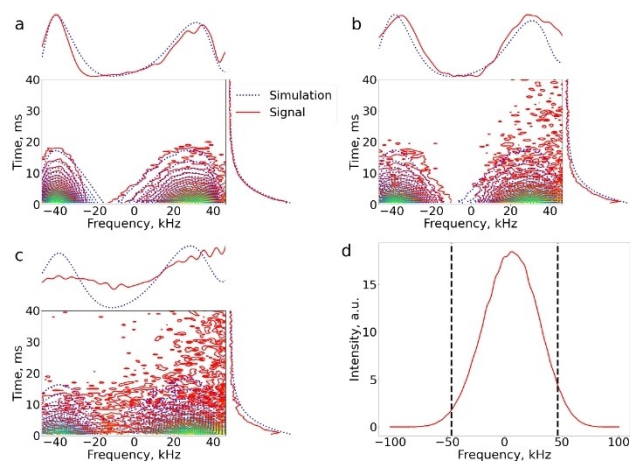 a
40
30
20
10
0
Time, ms
−40 −20 0 20 40
Frequency, kHz
Simulation
Signal
b
40
30
20
10
0
Time, ms
−40 −20 0 20 40
Frequency, kHz
c
40
30
20
10
0
Time, ms
−40 −20 0 20 40
Frequency, kHz
d
15
10
5
0
Intensity, a.u.
−100 −50 0 50 100
Frequency, kHz